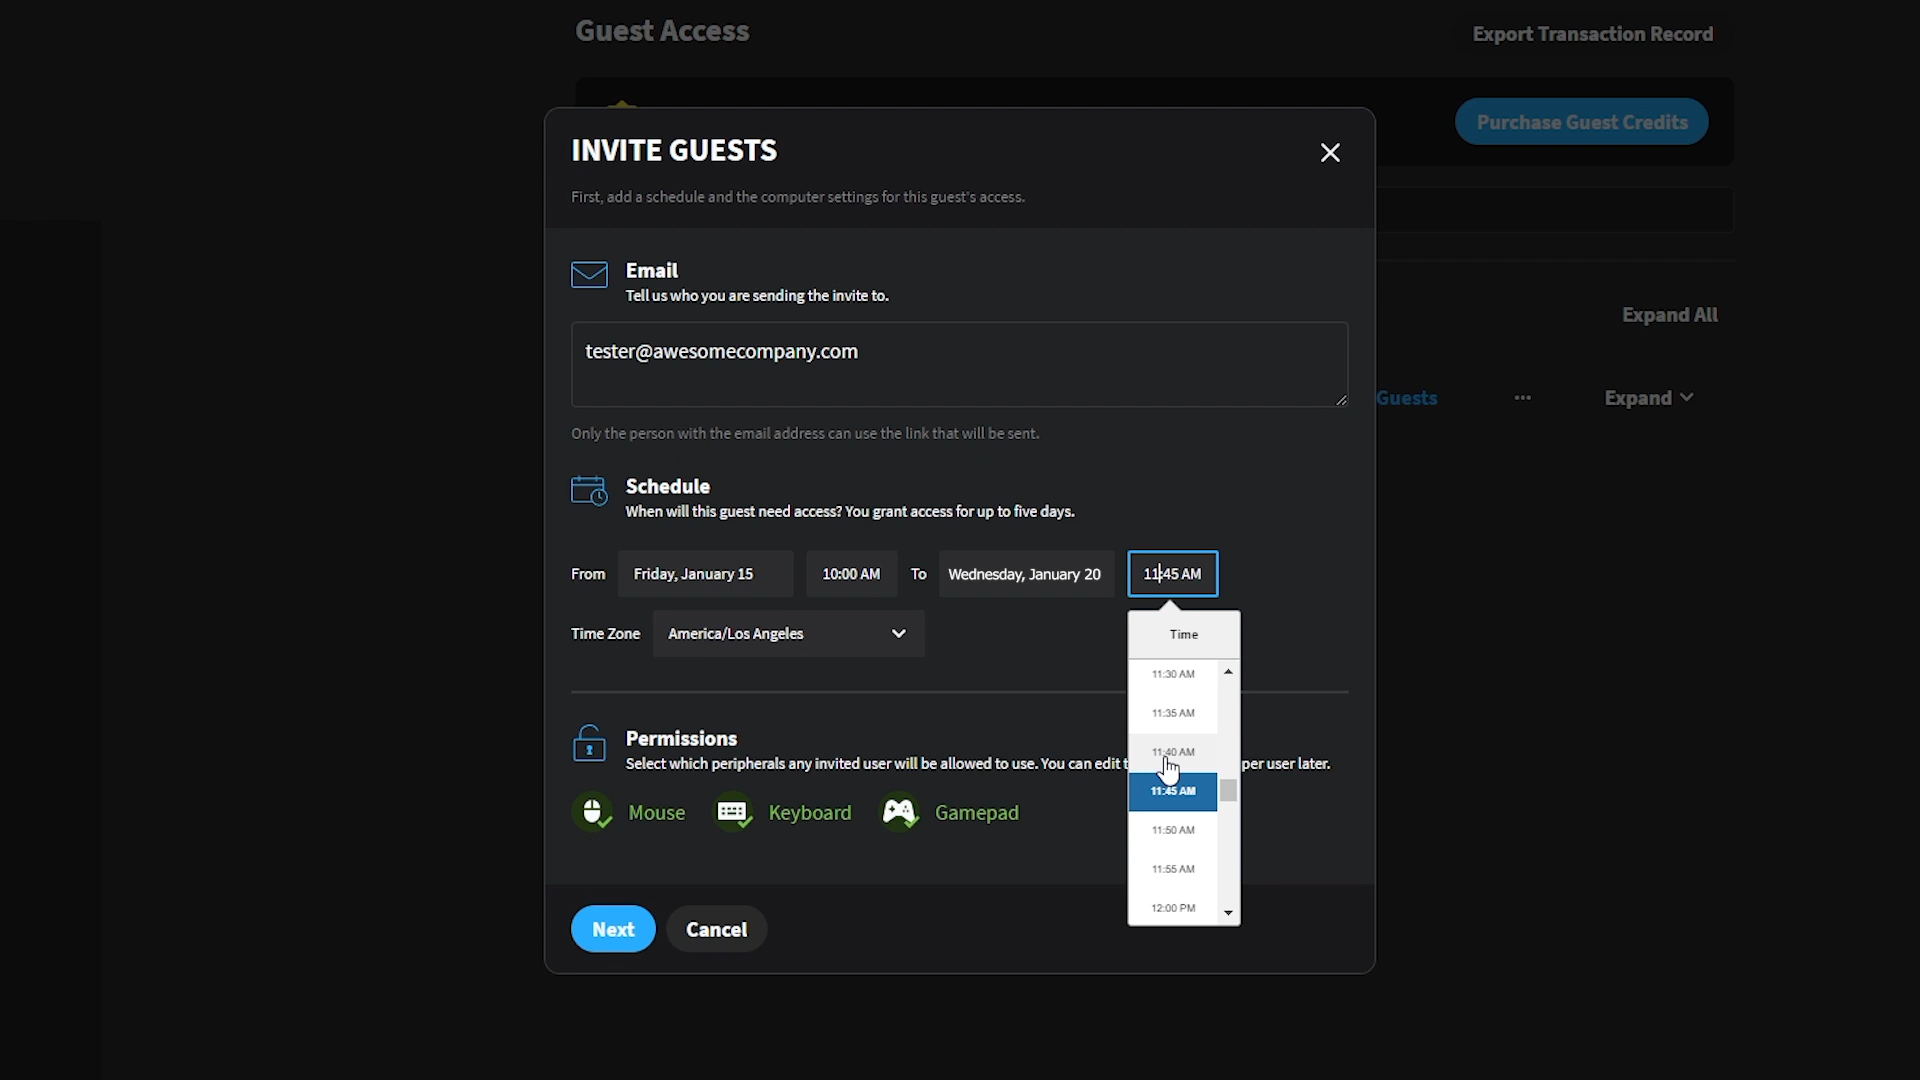 Guest Access
Export Transaction Record
Purchase Guest Credits
INVITE GUESTS
First, add a schedule and the computer settings for this guest's access.
Expand All
Guests
Expand
Email
Tell us who you are sending the invite to.
tester@awesomecompany.com
Only the person with the email address can use the link that will be sent.
Schedule
When will this guest need access? You grant access for up to five days.
From Friday, January 15 10:00 AM To Wednesday, January 20 11:45 AM
Time Zone America/Los Angeles
Time
11:30 AM
11:35 AM
11:40 AM
11:45 AM
11:50 AM
11:55 AM
12:00 PM
Permissions
Select which peripherals any invited user will be allowed to use. You can edit per user later.
Mouse Keyboard Gamepad
Next Cancel